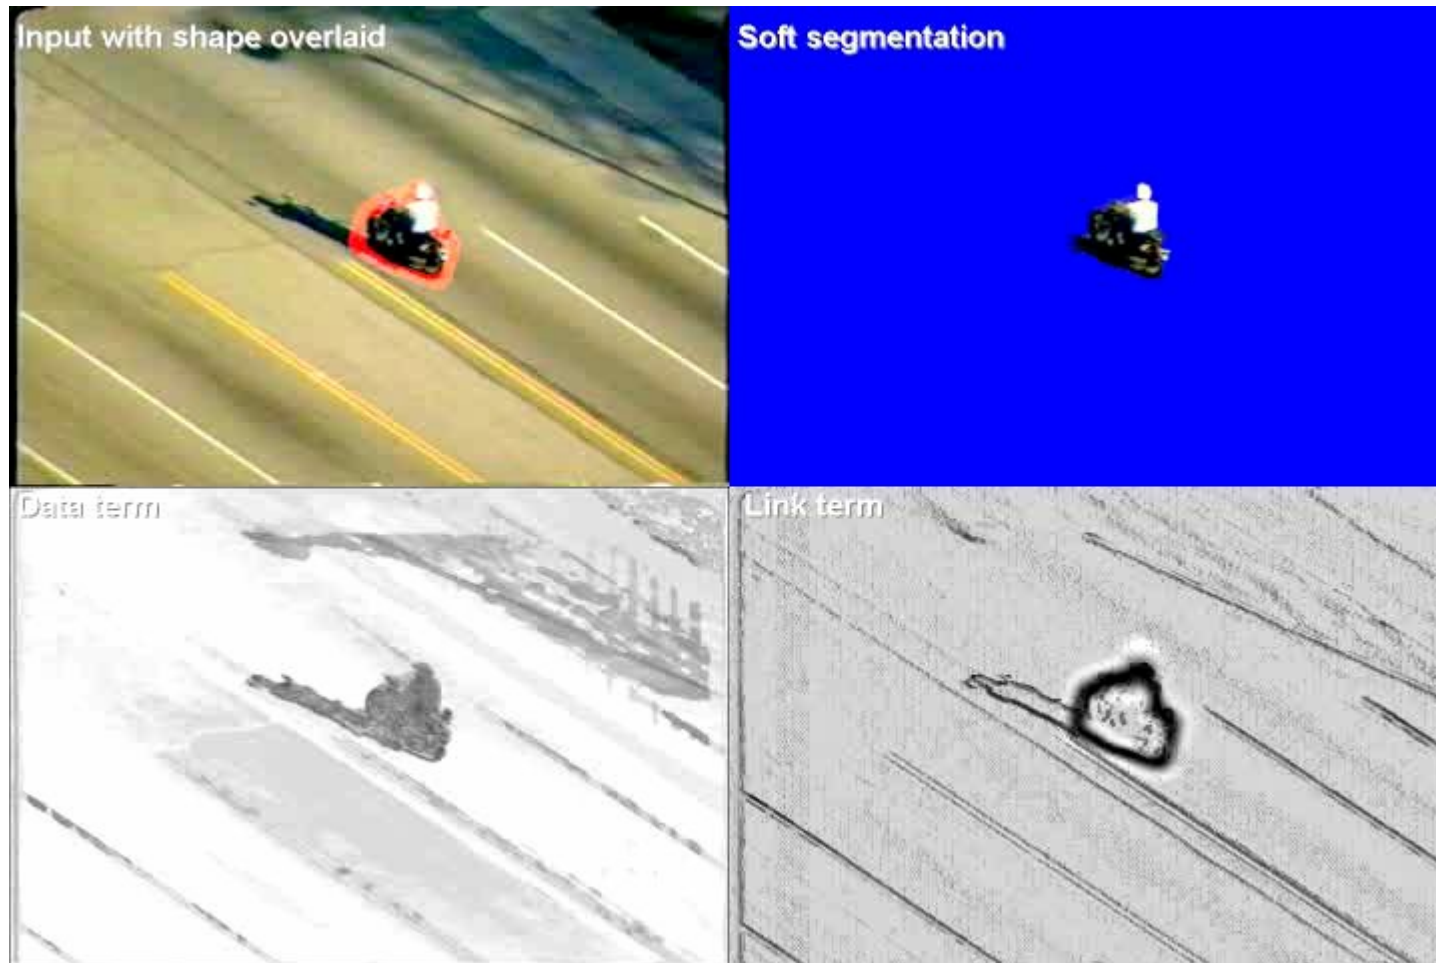 Input with shape overlaid
Soft segmentation
Data term
Link term